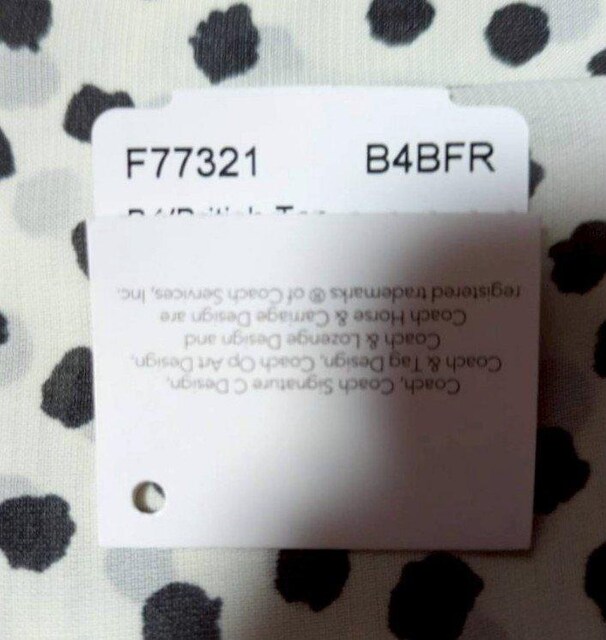 F77321 B4BFR
Coach, Coach Signature C Design,
Coach & Tag Design, Coach Op Art Design,
Coach & Lozenge Design and
Coach Horse & Carriage Design are
registered trademarks ® of Coach Services, Inc.